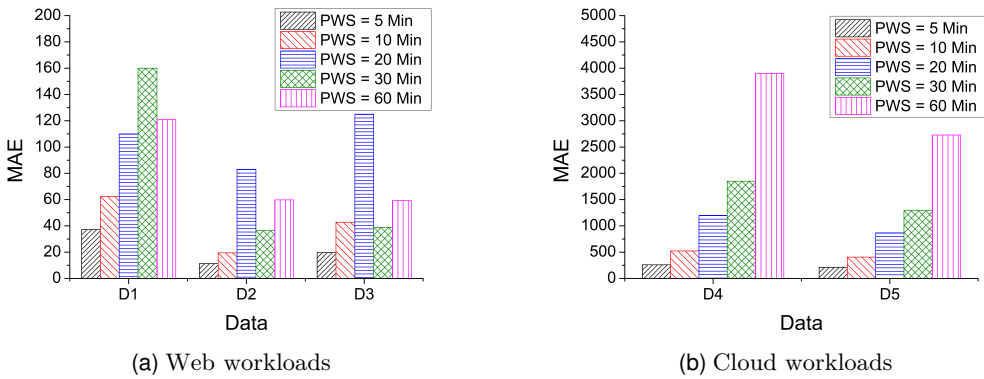 200
180
160
140
120
100
80
60
40
20
0
MAE
PWS = 5 Min
PWS = 10 Min
PWS = 20 Min
PWS = 30 Min
PWS = 60 Min
D1 D2 D3
Data
(a) Web workloads
5000
4500
4000
3500
3000
2500
2000
1500
1000
500
0
MAE
PWS = 5 Min
PWS = 10 Min
PWS = 20 Min
PWS = 30 Min
PWS = 60 Min
D4 D5
Data
(b) Cloud workloads